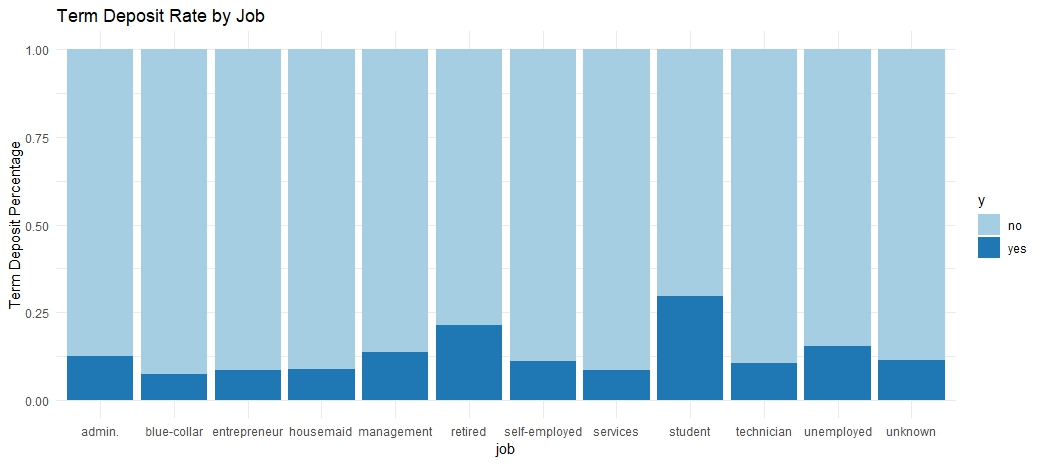 Term Deposit Rate by Job
Term Deposit Percentage
1.00
0.75
0.50
0.25
0.00
admin. blue-collar entrepreneur housemaid management retired self-employed services student technician unemployed unknown
job
y
no
yes